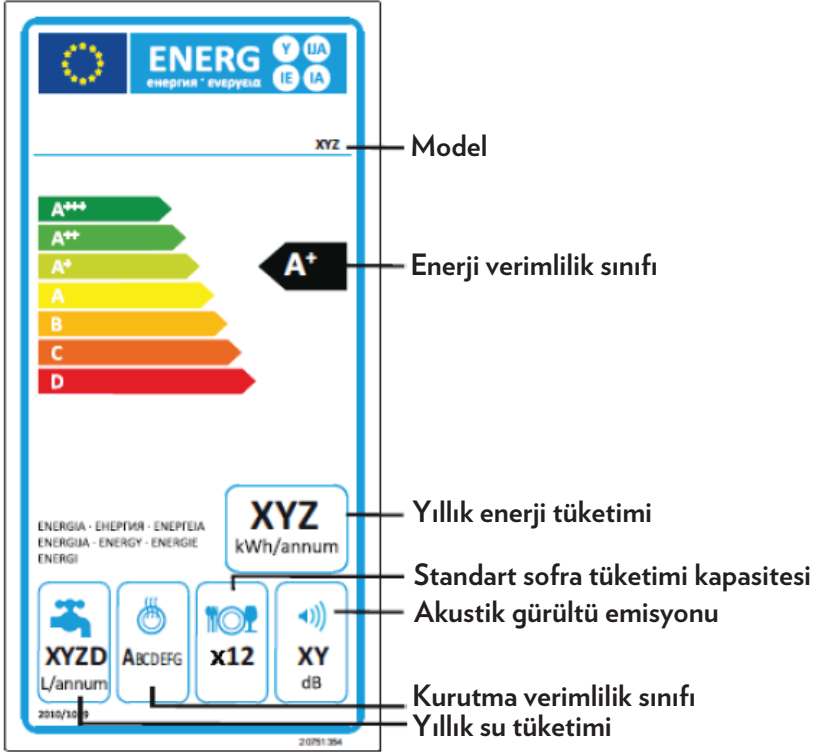 ENERG Y UA
енергия · ενεργεια IE IA
XYZ
Model
A+++
A++
A+
A
B
C
D
A+
Enerji verimlilik sınıfı
XYZ
kWh/annum
Yıllık enerji tüketimi
ENERGIA · ЕНЕРГИЯ · ΕΝΕΡΓΕΙΑ
ENERGIJA · ENERGY · ENERGIE
ENERGI
Standart sofra tüketimi kapasitesi
Akustik gürültü emisyonu
XYZD
L/annum
ABCDEFG
x12
XY
dB
Kurutma verimlilik sınıfı
Yıllık su tüketimi
20751354